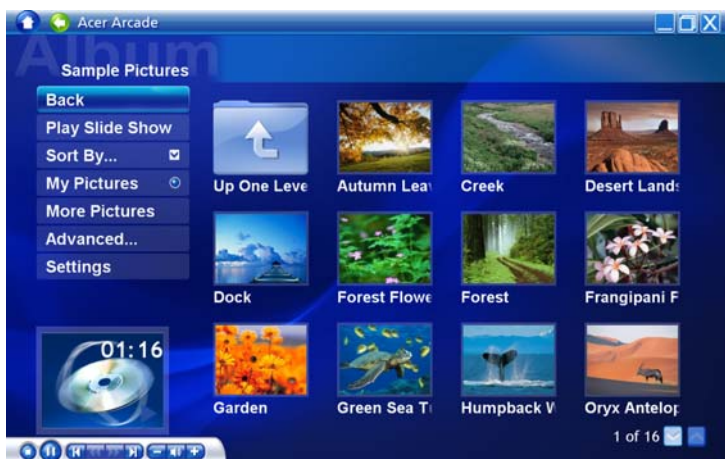 Acer Arcade
Album
Sample Pictures
Back
Play Slide Show
Sort By...
My Pictures
More Pictures
Advanced...
Settings
01:16
Up One Leve
Autumn Lea
Creek
Desert Lands
Dock
Forest Flowe
Forest
Frangipani F
Garden
Green Sea T
Humpback W
Oryx Antelop
1 of 16